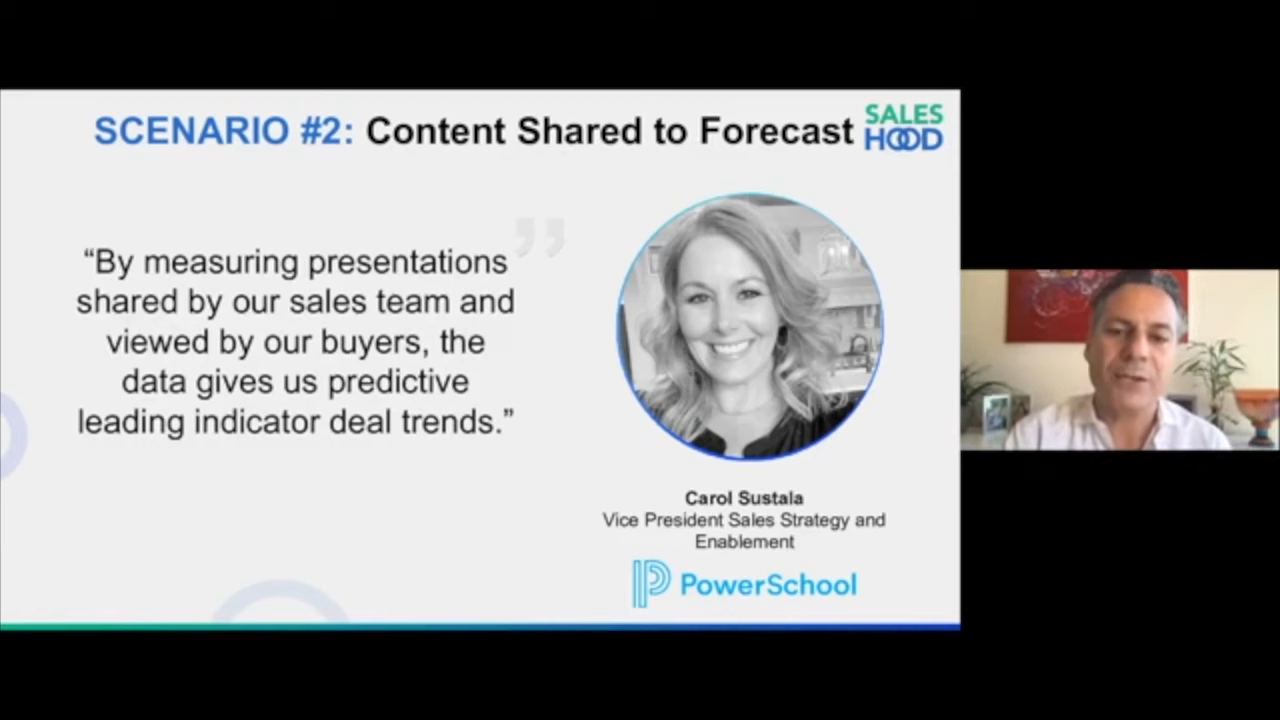 SCENARIO #2: Content Shared to Forecast
SALES
HOOD
“By measuring presentations
shared by our sales team and
viewed by our buyers, the
data gives us predictive
leading indicator deal trends.”
”
Carol Sustala
Vice President Sales Strategy and
Enablement
PowerSchool